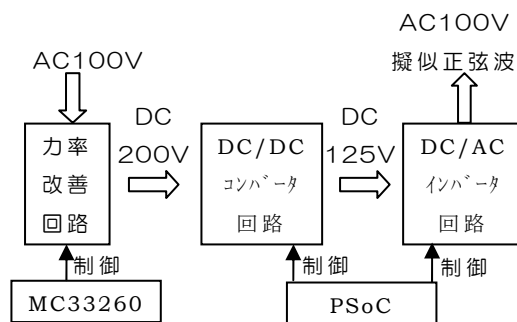 AC100V
擬似正弦波
AC100V
DC
200V
DC
125V
力率
改善
回路
DC/DC
ｺﾝﾊﾞｰﾀ
回路
DC/AC
ｲﾝﾊﾞｰﾀ
回路
制御
制御
制御
MC33260
PSoC